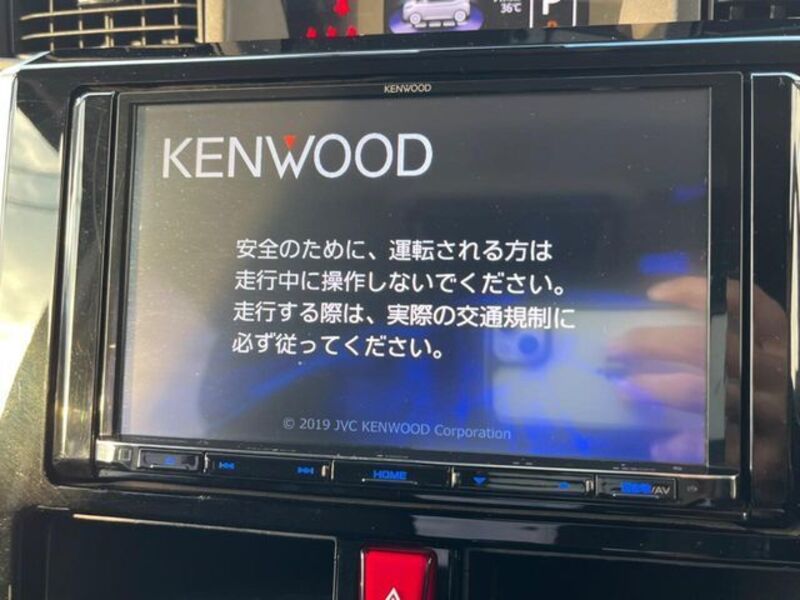 36℃
P
KENWOOD
KENWOOD
安全のために、運転される方は
走行中に操作しないでください。
走行する際は、実際の交通規制に
必ず従ってください。
© 2019 JVC KENWOOD Corporation
HOME
/AV